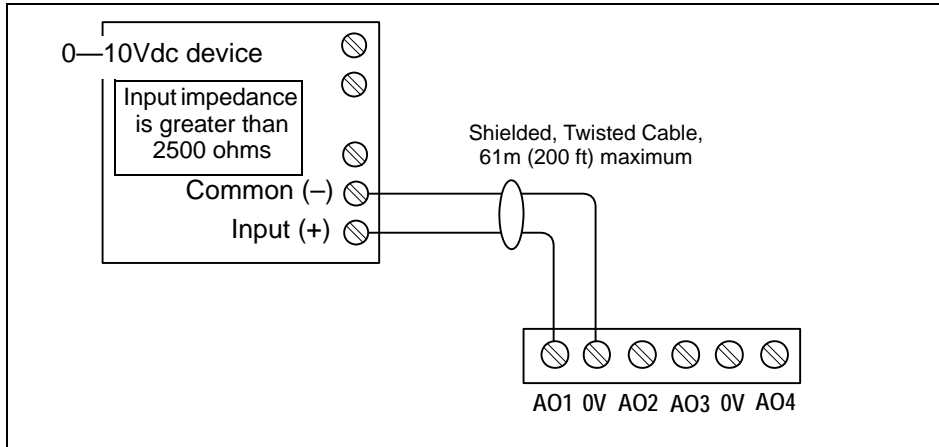 0—10Vdc device
Input impedance
is greater than
2500 ohms
Common (–)
Input (+)
Shielded, Twisted Cable,
61m (200 ft) maximum
AO1 0V AO2 AO3 0V AO4